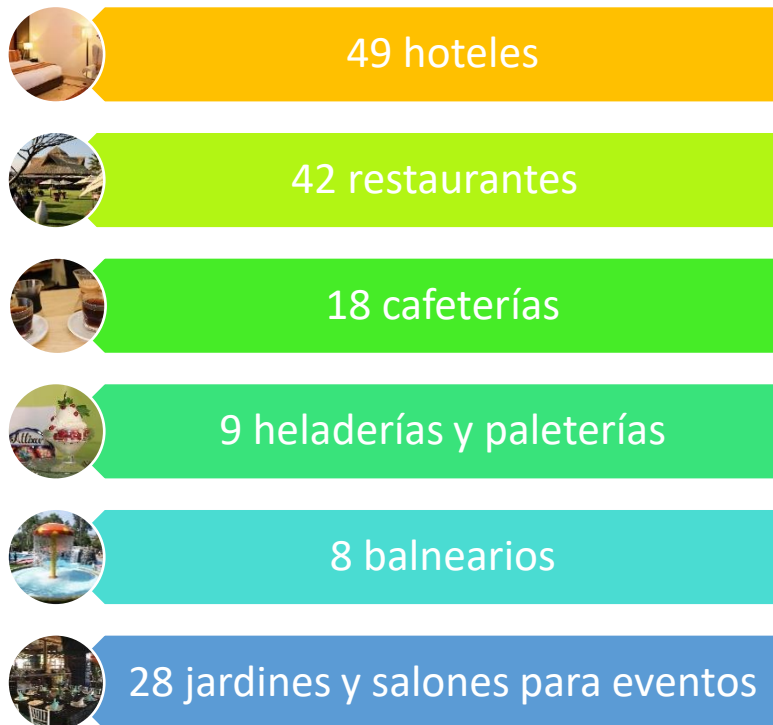 49 hoteles
42 restaurantes
18 cafeterías
9 heladerías y paleterías
8 balnearios
28 jardines y salones para eventos